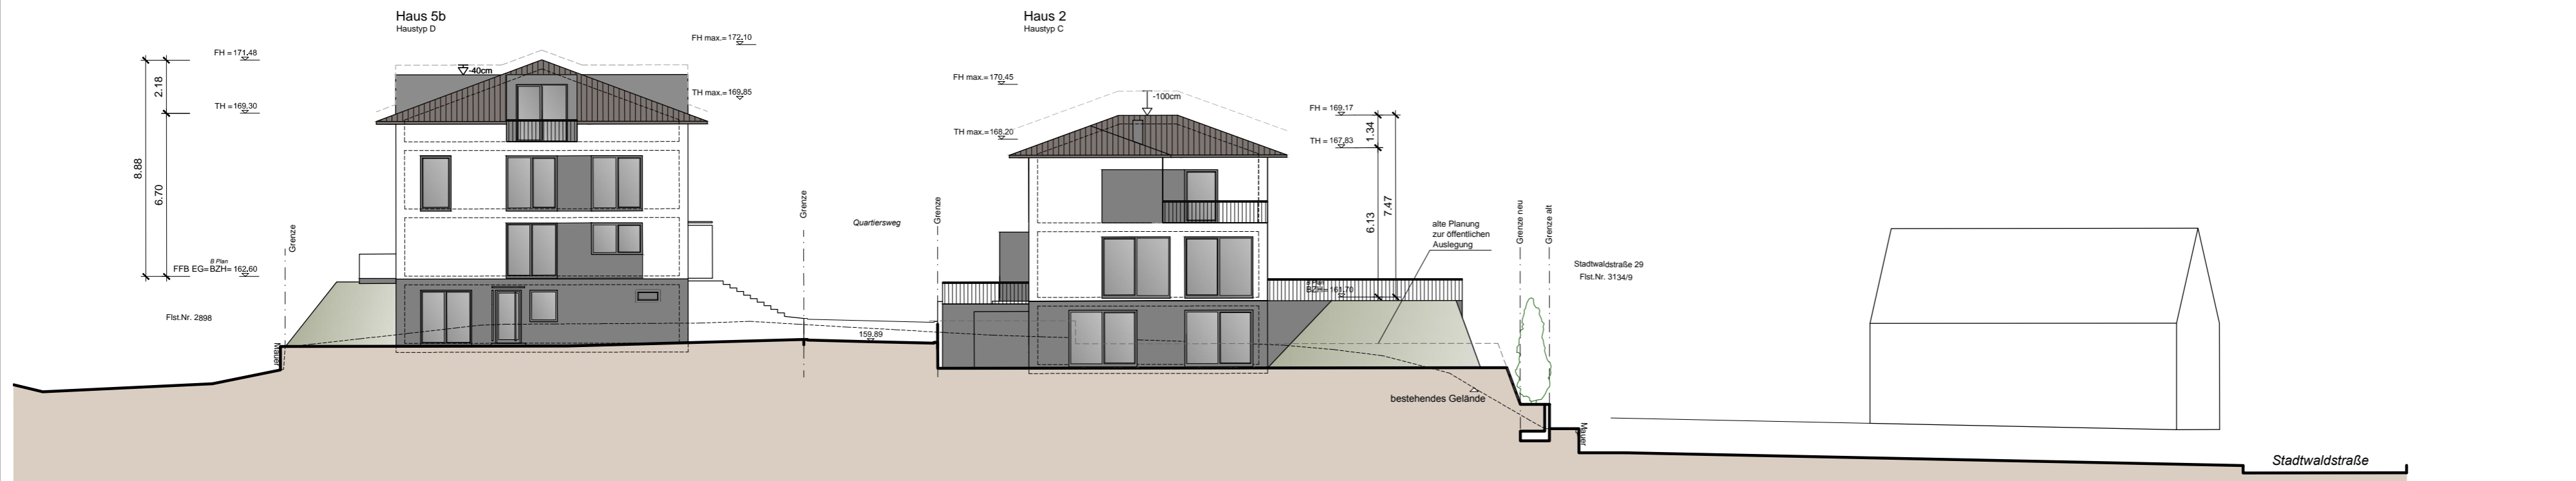 Haus 5b
Haustyp D
Haus 2
Haustyp C
FH = 171.48
TH = 169.30
2.18
8.88
6.70
B Plan
FFB EG=BZH= 162.60
Flst.Nr. 2898
Grenze
Mauer
-40cm
FH max.= 172.10
TH max.= 169.85
Grenze
Quartiersweg
159.89
Grenze
FH max.= 170.45
TH max.= 168.20
-100cm
FH = 169.17
TH = 167.83
1.34
6.13
7.47
B Plan
BZH= 161.70
alte Planung
zur öffentlichen
Auslegung
bestehendes Gelände
Grenze neu
Grenze alt
Mauer
Stadtwaldstraße 29
Flst.Nr. 3134/9
Stadtwaldstraße